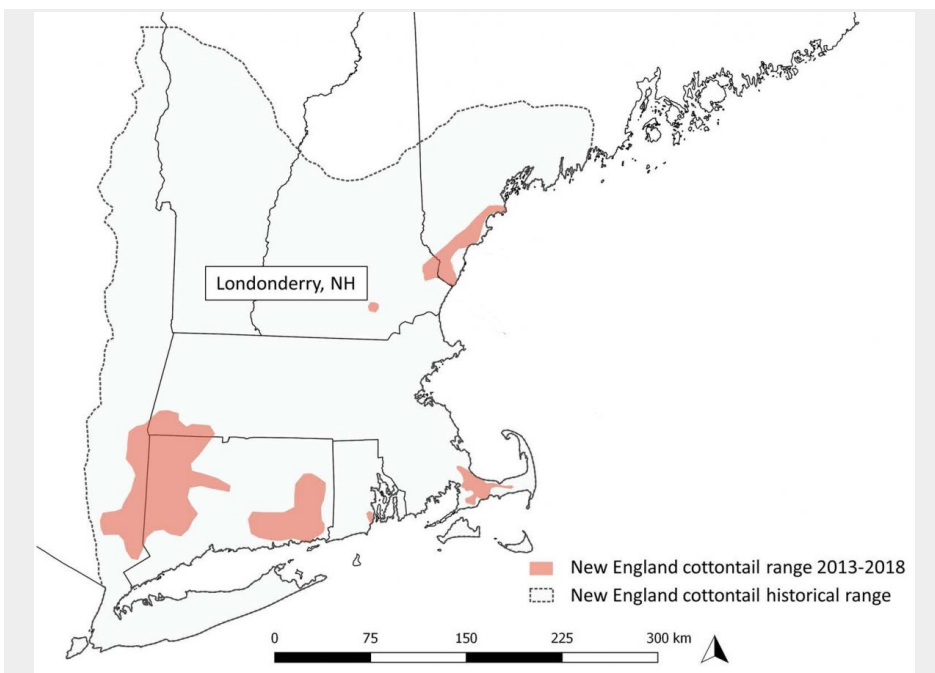 Londonderry, NH
New England cottontail range 2013-2018
New England cottontail historical range
0 75 150 225 300 km